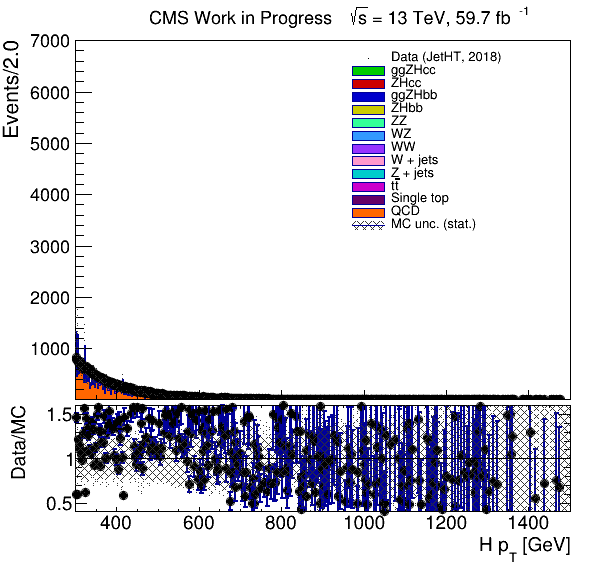 CMS Work in Progress √s = 13 TeV, 59.7 fb⁻¹
Events/2.0
7000
6000
5000
4000
3000
2000
1000
Data (JetHT, 2018)
ggZHcc
ZHcc
ggZHbb
ZHbb
ZZ
WZ
WW
W + jets
Z + jets
tt̅
Single top
QCD
MC unc. (stat.)
Data/MC
1.5
1
0.5
400 600 800 1000 1200 1400
H p_T [GeV]